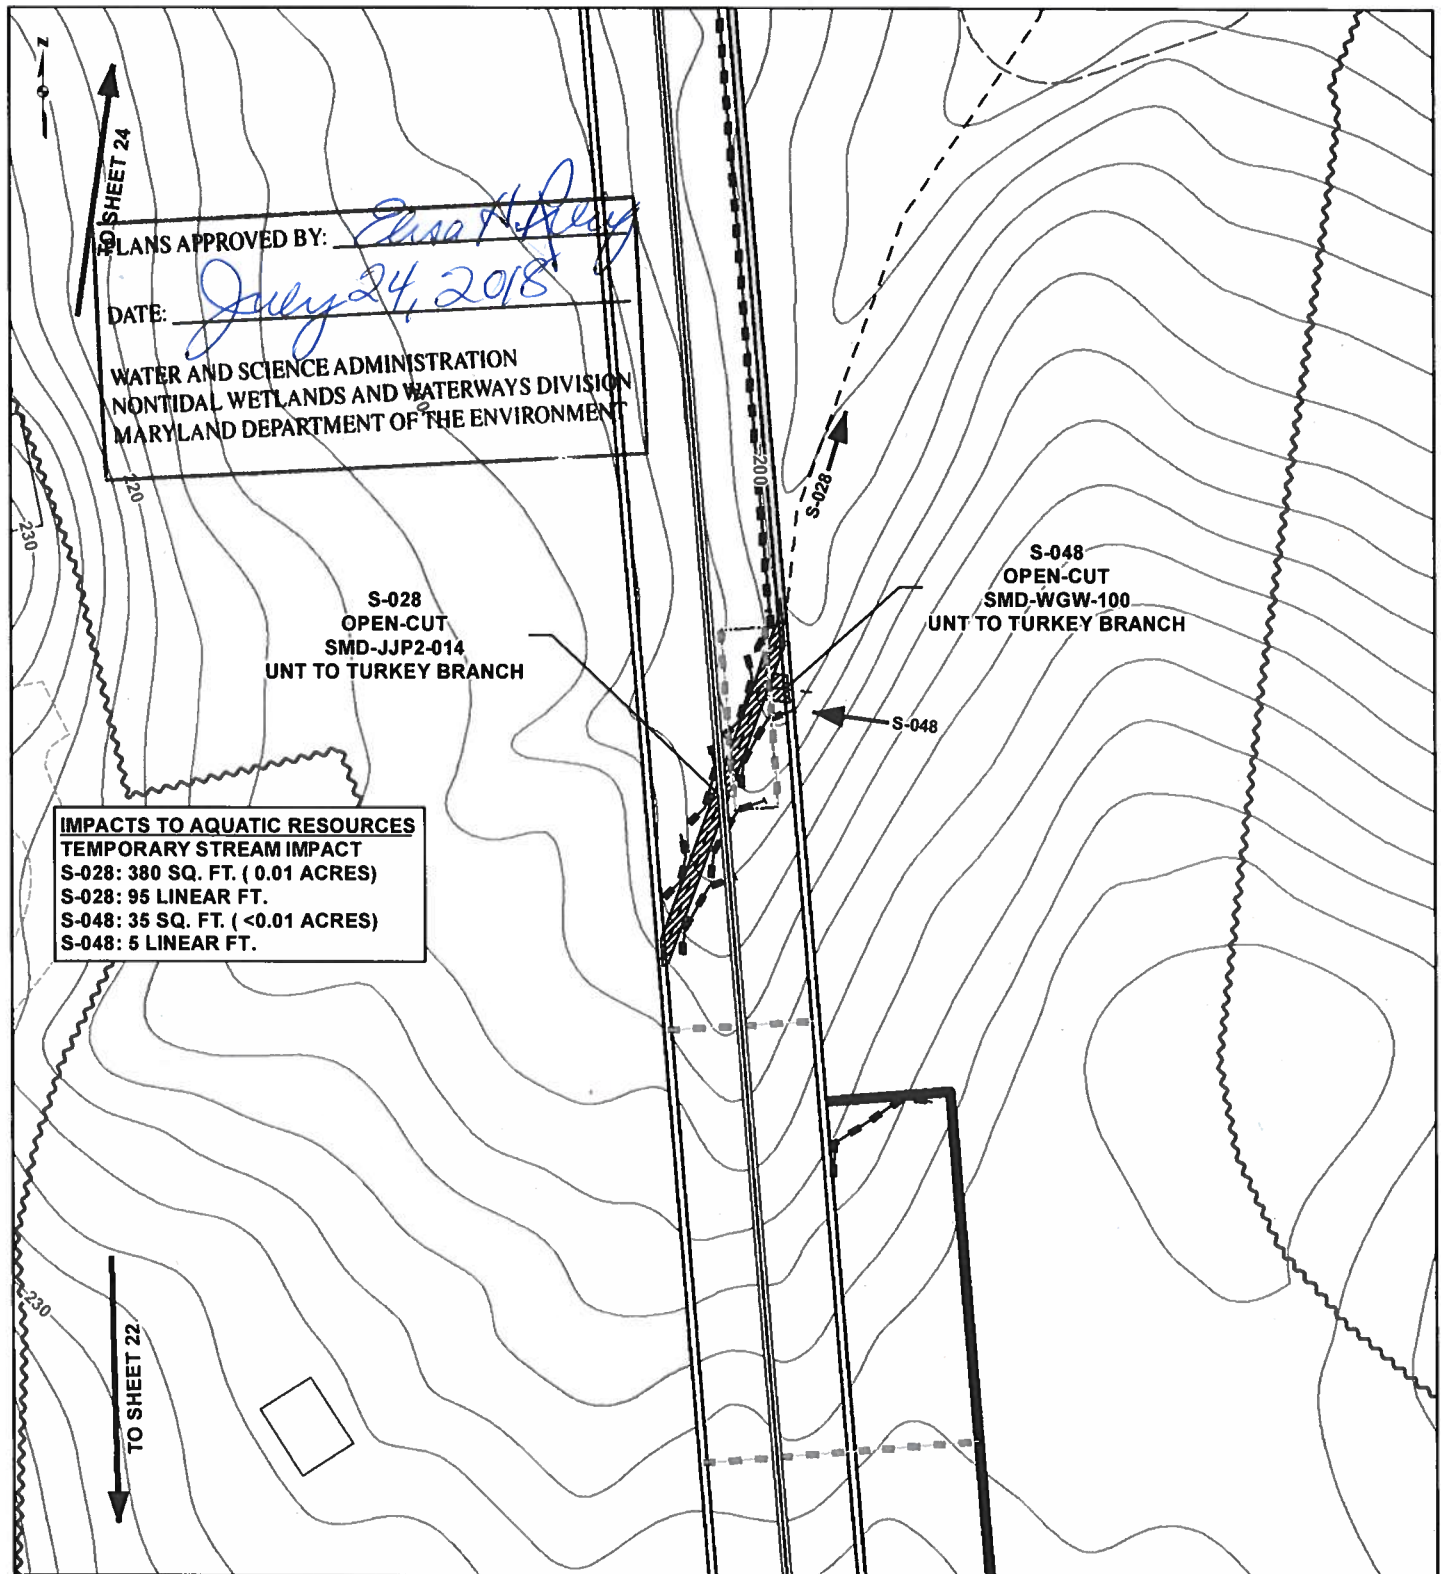 N
TO SHEET 24
PLANS APPROVED BY: Elisa H.
DATE: July 24, 2018
WATER AND SCIENCE ADMINISTRATION
NONTIDAL WETLANDS AND WATERWAYS DIVISION
MARYLAND DEPARTMENT OF THE ENVIRONMENT
220
230
200
S-028
S-028
OPEN-CUT
SMD-JJP2-014
UNT TO TURKEY BRANCH
S-048
OPEN-CUT
SMD-WGW-100
UNT TO TURKEY BRANCH
S-048
IMPACTS TO AQUATIC RESOURCES
TEMPORARY STREAM IMPACT
S-028: 380 SQ. FT. ( 0.01 ACRES)
S-028: 95 LINEAR FT.
S-048: 35 SQ. FT. ( <0.01 ACRES)
S-048: 5 LINEAR FT.
230
TO SHEET 22